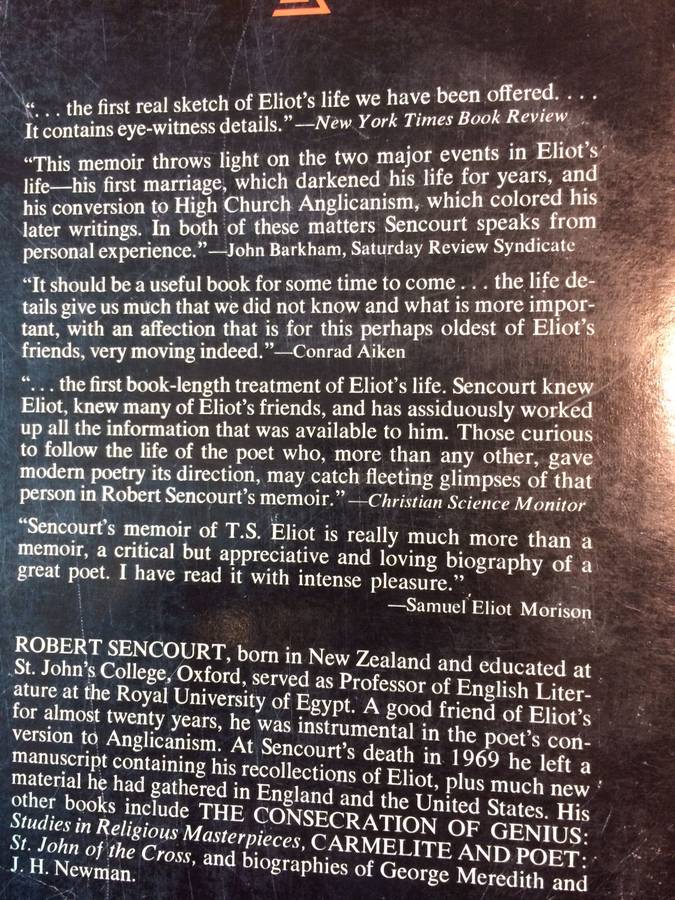 “. . . the first real sketch of Eliot’s life we have been offered. . . .
It contains eye-witness details.”—New York Times Book Review
“This memoir throws light on the two major events in Eliot’s
life—his first marriage, which darkened his life for years, and
his conversion to High Church Anglicanism, which colored his
later writings. In both of these matters Sencourt speaks from
personal experience.”—John Barkham, Saturday Review Syndicate
“It should be a useful book for some time to come . . . the life de-
tails give us much that we did not know and what is more impor-
tant, with an affection that is for this perhaps oldest of Eliot’s
friends, very moving indeed.”—Conrad Aiken
“. . . the first book-length treatment of Eliot’s life. Sencourt knew
Eliot, knew many of Eliot’s friends, and has assiduously worked
up all the information that was available to him. Those curious
to follow the life of the poet who, more than any other, gave
modern poetry its direction, may catch fleeting glimpses of that
person in Robert Sencourt’s memoir.”—Christian Science Monitor
“Sencourt’s memoir of T.S. Eliot is really much more than a
memoir, a critical but appreciative and loving biography of a
great poet. I have read it with intense pleasure.”
—Samuel Eliot Morison
ROBERT SENCOURT, born in New Zealand and educated at
St. John’s College, Oxford, served as Professor of English Liter-
ature at the Royal University of Egypt. A good friend of Eliot’s
for almost twenty years, he was instrumental in the poet’s con-
version to Anglicanism. At Sencourt’s death in 1969 he left a
manuscript containing his recollections of Eliot, plus much new
material he had gathered in England and the United States. His
other books include THE CONSECRATION OF GENIUS:
Studies in Religious Masterpieces, CARMELITE AND POET:
St. John of the Cross, and biographies of George Meredith and
J. H. Newman.